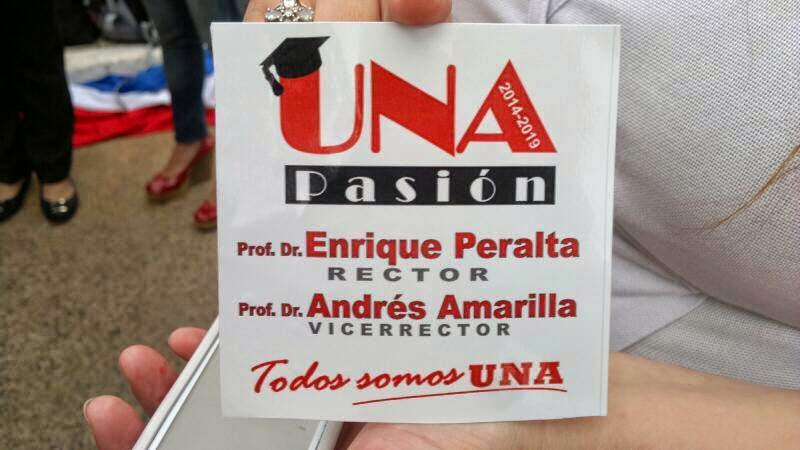 UNA
2014-2019
Pasión
Prof. Dr. Enrique Peralta
RECTOR
Prof. Dr. Andrés Amarilla
VICERRECTOR
Todos somos UNA